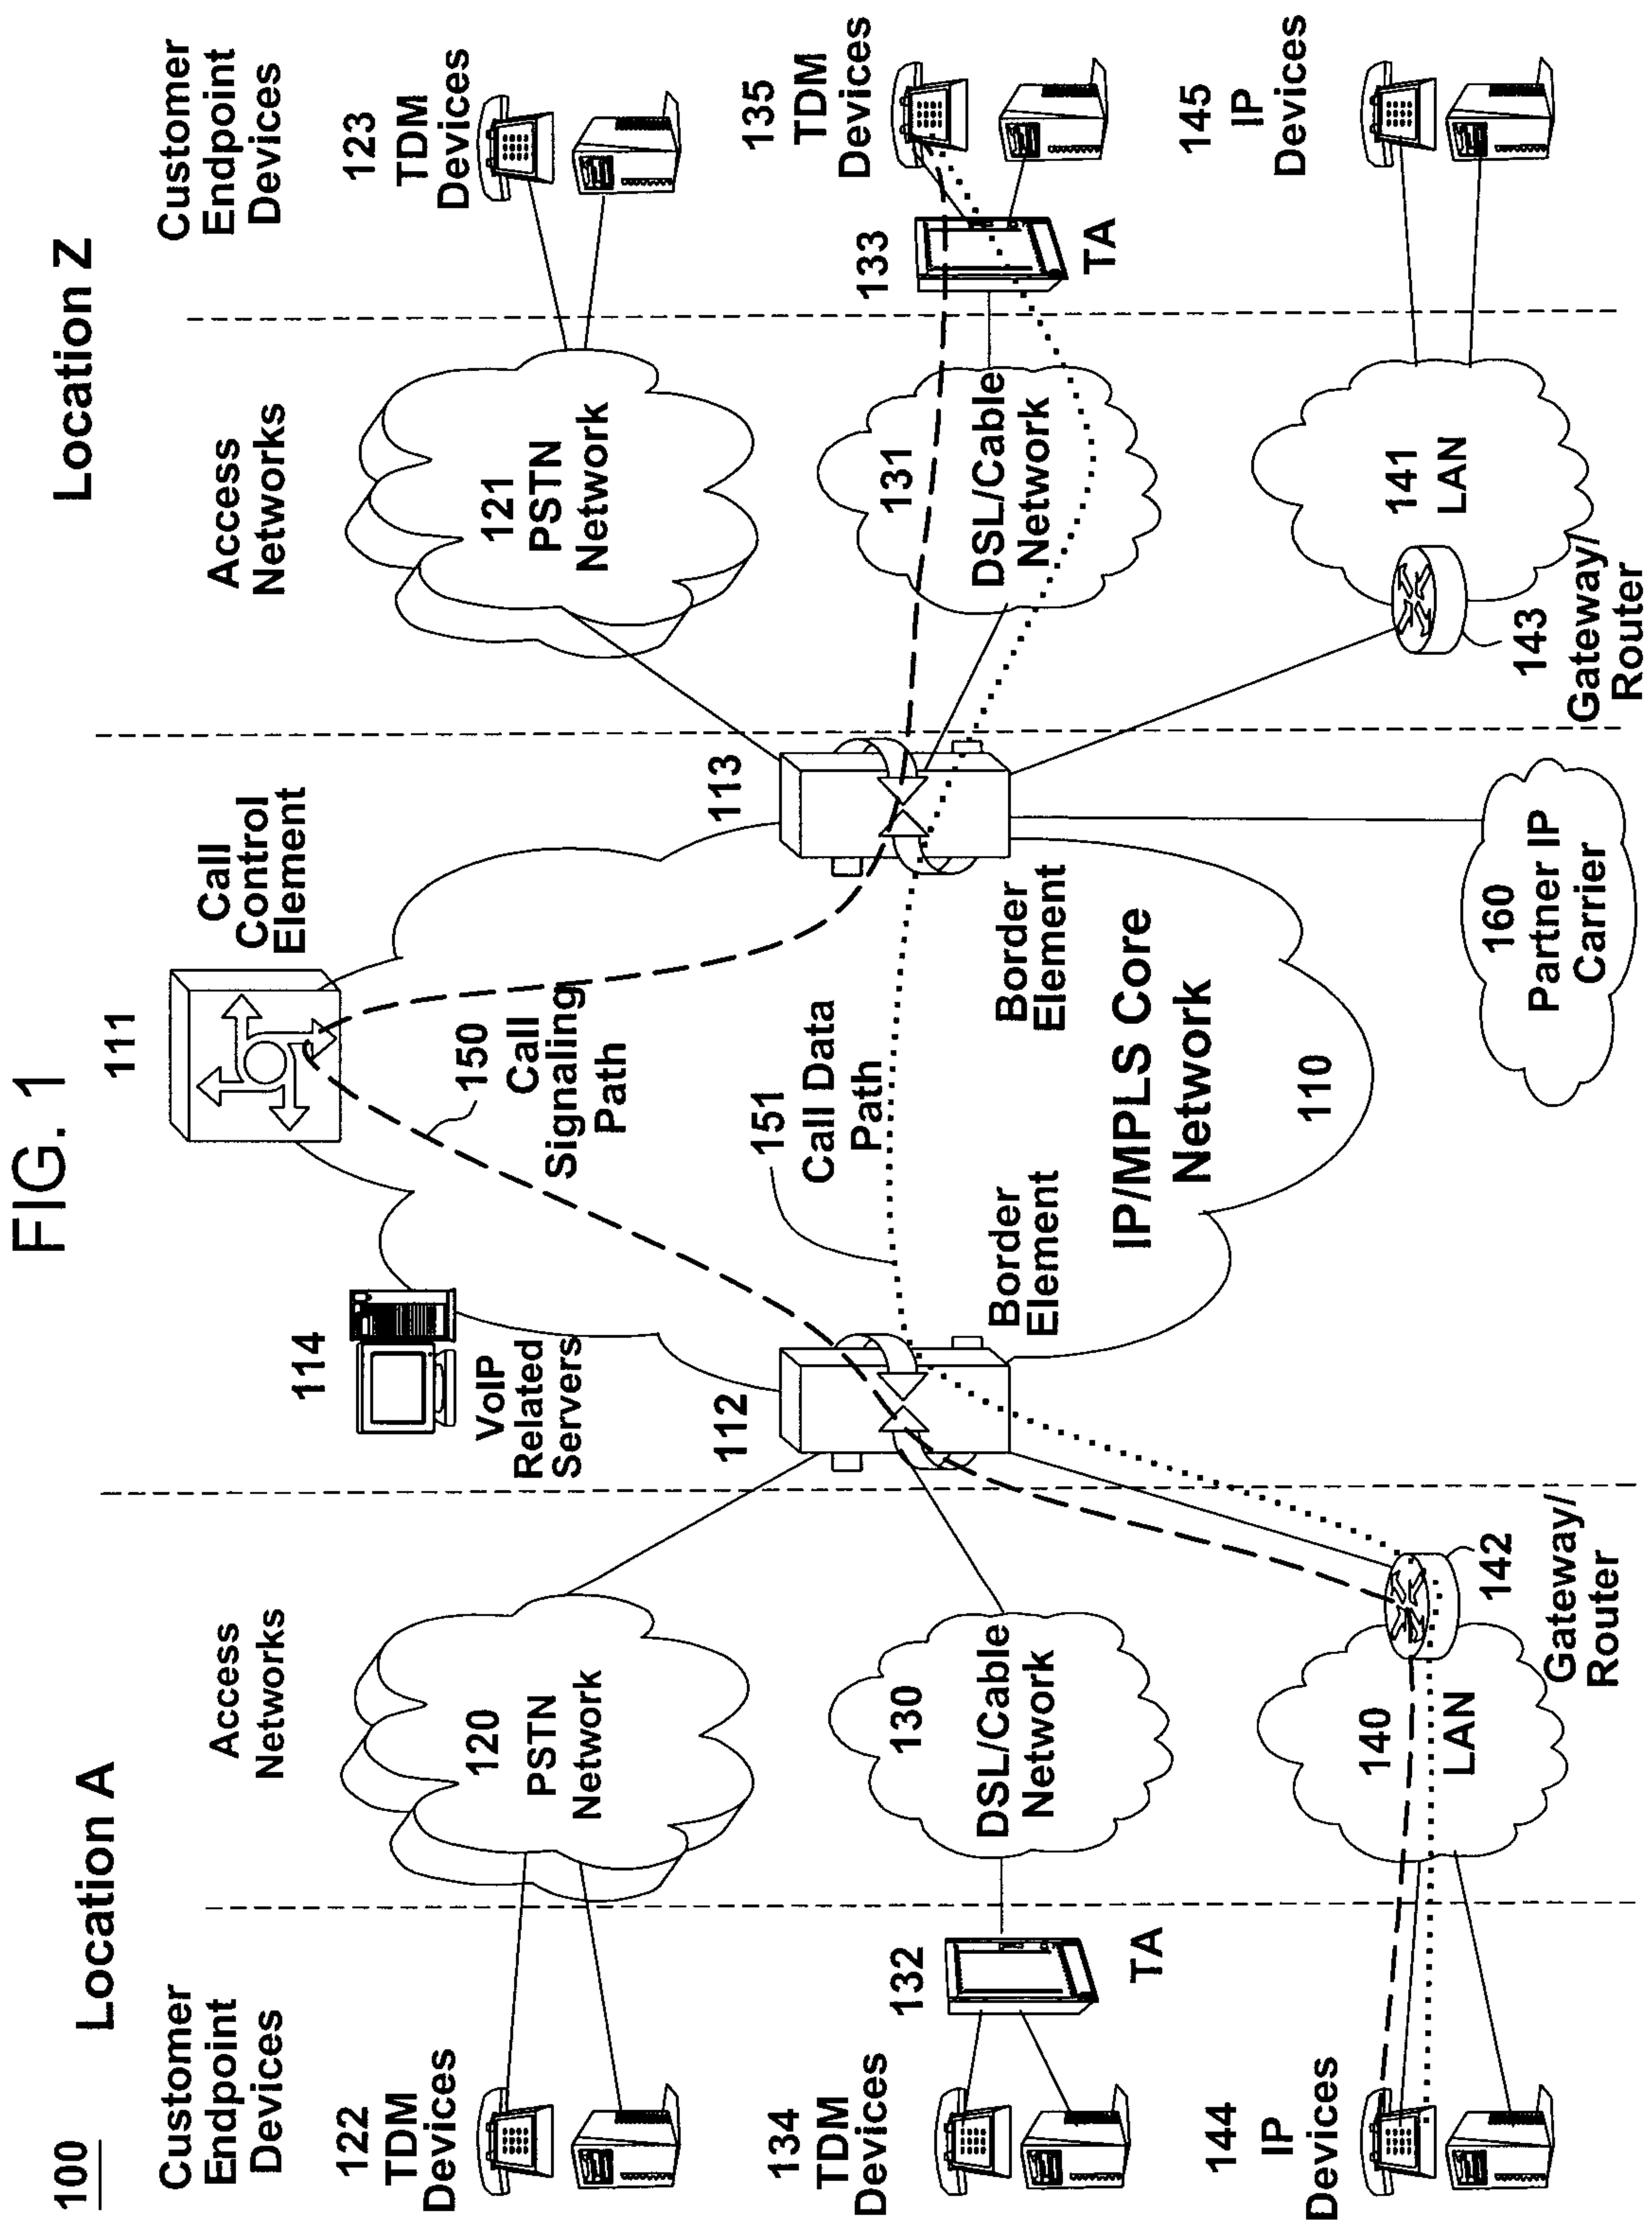 FIG. 1
100
Location A
Location Z
Customer
Endpoint
Devices
Access
Networks
111
Call
Control
Element
Access
Networks
Customer
Endpoint
Devices
122
TDM
Devices
120
PSTN
Network
114
VoIP
Related
Servers
150
Call
Signaling
Path
121
PSTN
Network
123
TDM
Devices
134
TDM
Devices
132
TA
130
DSL/Cable
Network
112
Border
Element
151
Call Data
Path
113
Border
Element
131
DSL/Cable
Network
133
TA
135
TDM
Devices
IP/MPLS Core
Network
110
144
IP
Devices
140
LAN
142
Gateway/
Router
160
Partner IP
Carrier
143
Gateway/
Router
141
LAN
145
IP
Devices